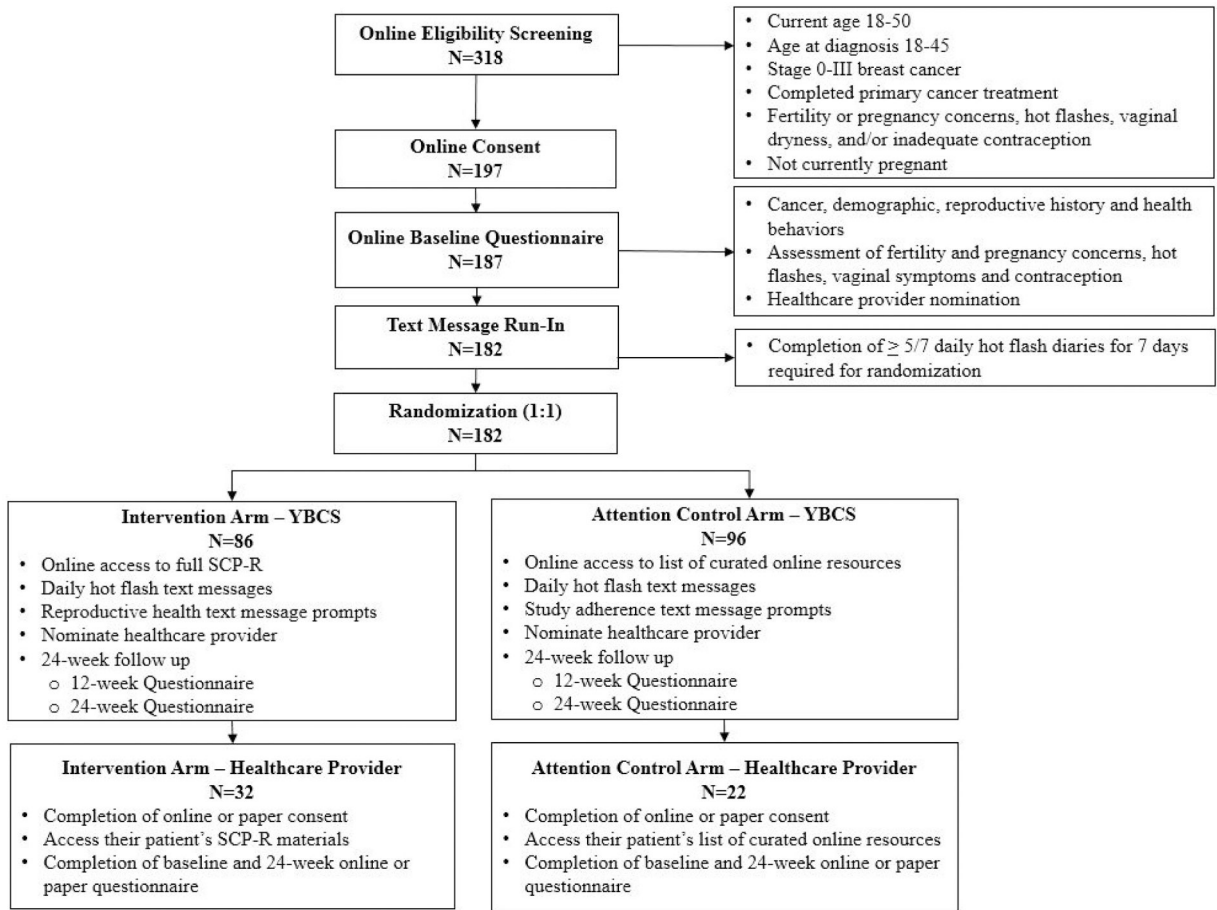 Online Eligibility Screening
N=318
• Current age 18-50
• Age at diagnosis 18-45
• Stage 0-III breast cancer
• Completed primary cancer treatment
• Fertility or pregnancy concerns, hot flashes, vaginal
dryness, and/or inadequate contraception
• Not currently pregnant
Online Consent
N=197
Online Baseline Questionnaire
N=187
• Cancer, demographic, reproductive history and health
behaviors
• Assessment of fertility and pregnancy concerns, hot
flashes, vaginal symptoms and contraception
• Healthcare provider nomination
Text Message Run-In
N=182
• Completion of ≥ 5/7 daily hot flash diaries for 7 days
required for randomization
Randomization (1:1)
N=182
Intervention Arm – YBCS
N=86
• Online access to full SCP-R
• Daily hot flash text messages
• Reproductive health text message prompts
• Nominate healthcare provider
• 24-week follow up
o 12-week Questionnaire
o 24-week Questionnaire
Attention Control Arm – YBCS
N=96
• Online access to list of curated online resources
• Daily hot flash text messages
• Study adherence text message prompts
• Nominate healthcare provider
• 24-week follow up
o 12-week Questionnaire
o 24-week Questionnaire
Intervention Arm – Healthcare Provider
N=32
• Completion of online or paper consent
• Access their patient’s SCP-R materials
• Completion of baseline and 24-week online or
paper questionnaire
Attention Control Arm – Healthcare Provider
N=22
• Completion of online or paper consent
• Access their patient’s list of curated online resources
• Completion of baseline and 24-week online or paper
questionnaire